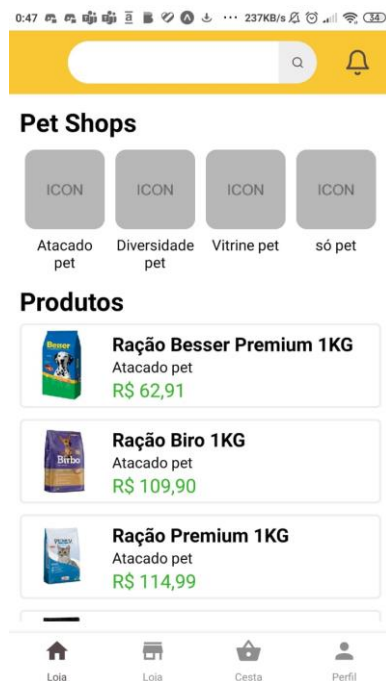 0:47
237KB/s
34
Pet Shops
ICON ICON ICON ICON
Atacado pet
Diversidade pet
Vitrine pet
só pet
Produtos
Besser
Ração Besser Premium 1KG
Atacado pet
R$ 62,91
Birbo
Ração Biro 1KG
Atacado pet
R$ 109,90
Ração Premium 1KG
Atacado pet
R$ 114,99
Loja Loja Cesta Perfil